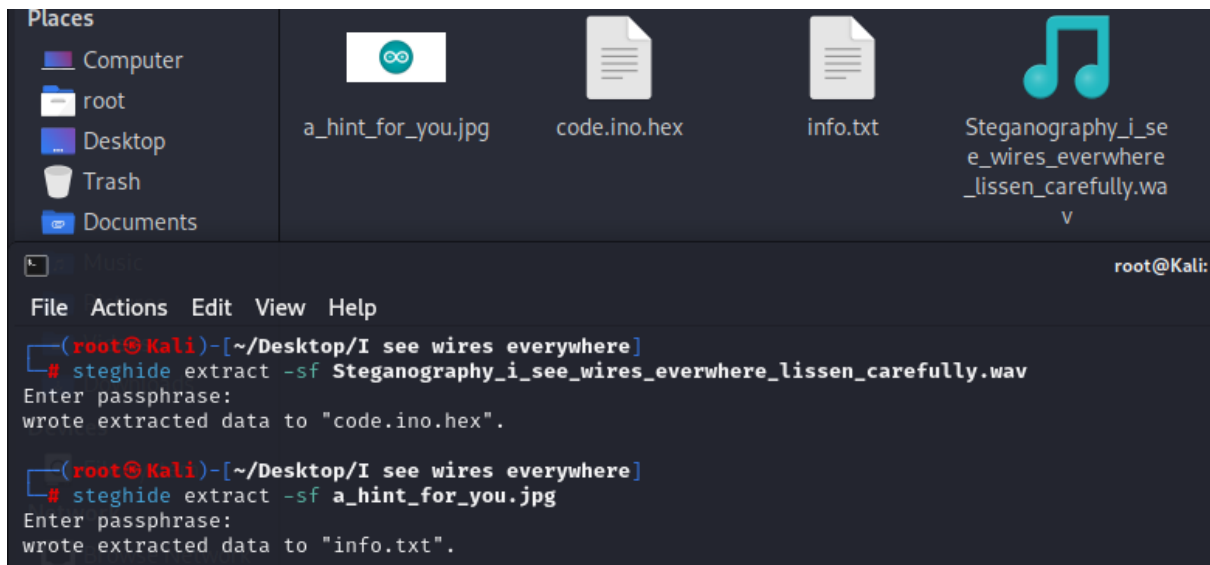 Places
Computer
root
Desktop
Trash
Documents
Music
a_hint_for_you.jpg
code.ino.hex
info.txt
Steganography_i_se
e_wires_everwhere
_lissen_carefully.wa
v
root@Kali:
File Actions Edit View Help
┌──(root㉿Kali)-[~/Desktop/I see wires everywhere]
└─# steghide extract -sf Steganography_i_see_wires_everwhere_lissen_carefully.wav
Enter passphrase:
wrote extracted data to "code.ino.hex".
┌──(root㉿Kali)-[~/Desktop/I see wires everywhere]
└─# steghide extract -sf a_hint_for_you.jpg
Enter passphrase:
wrote extracted data to "info.txt".